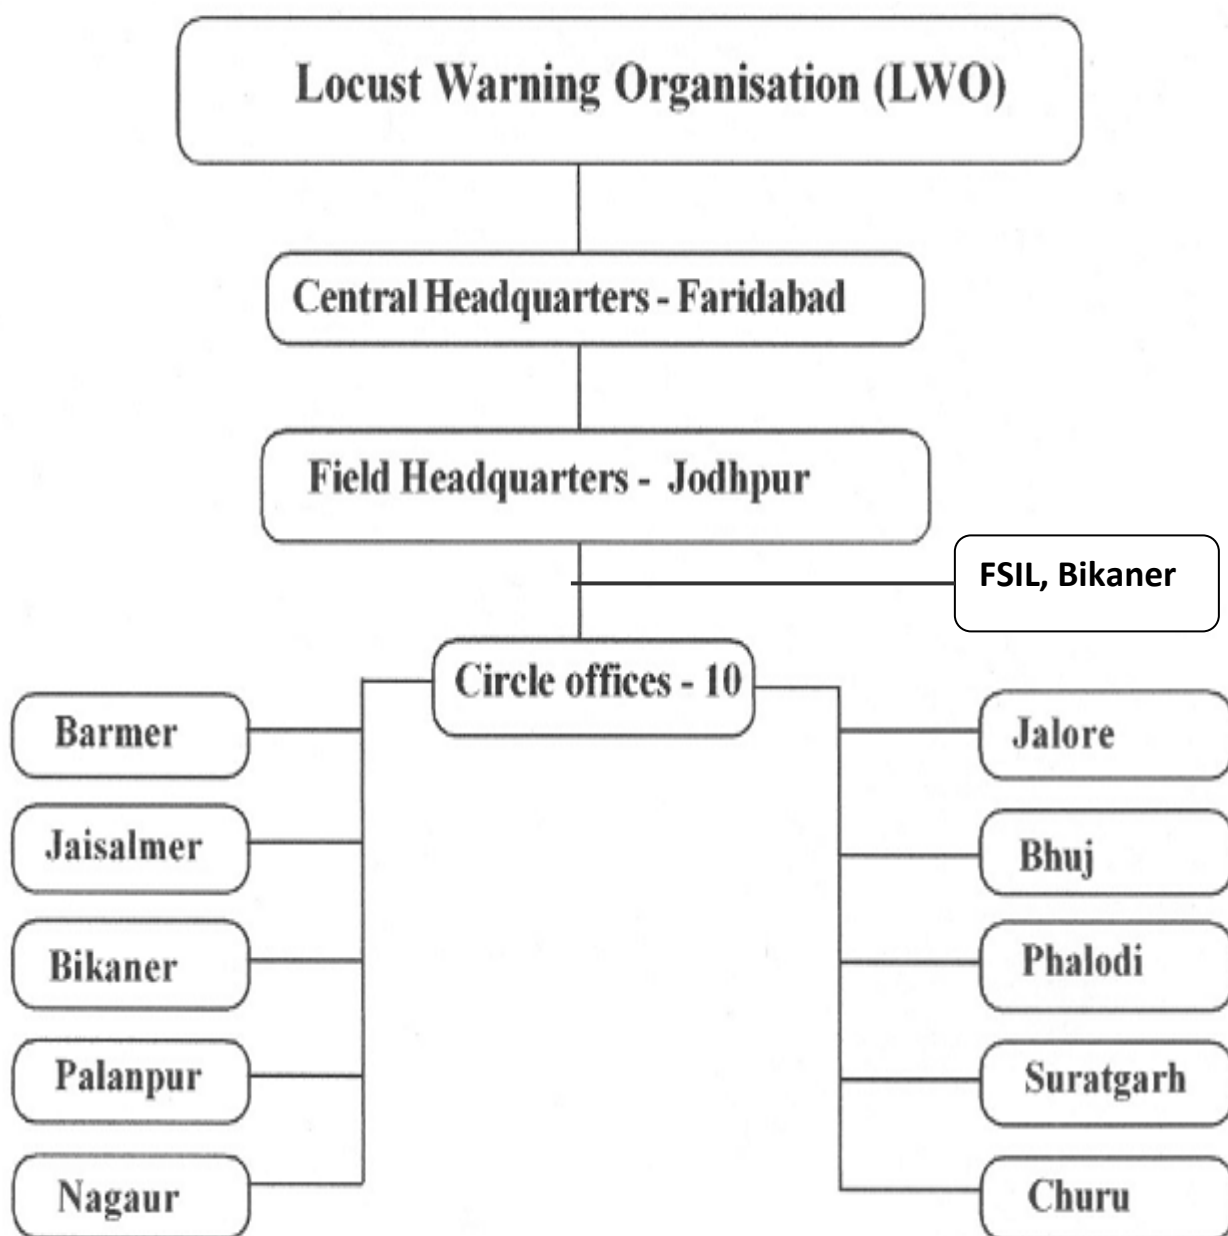 Locust Warning Organisation (LWO)
Central Headquarters - Faridabad
Field Headquarters - Jodhpur
FSIL, Bikaner
Circle offices - 10
Barmer
Jaisalmer
Bikaner
Palanpur
Nagaur
Jalore
Bhuj
Phalodi
Suratgarh
Churu